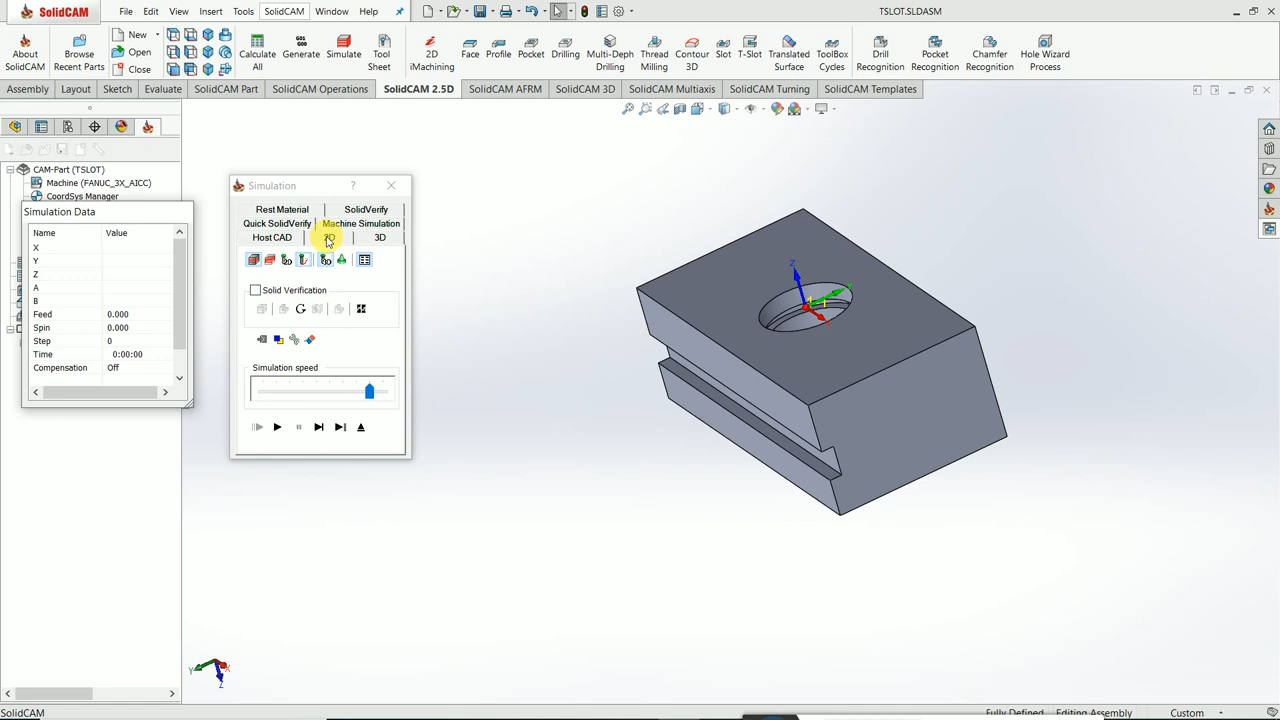 SolidCAM
File Edit View Insert Tools SolidCAM Window Help
TSLOT.SLDASM
About SolidCAM
Browse Recent Parts
New
Open
Close
Calculate All
Generate
Simulate
Tool Sheet
2D iMachining
Face
Profile
Pocket
Drilling
Multi-Depth Drilling
Thread Milling
Contour 3D
Slot
T-Slot
Translated Surface
ToolBox Cycles
Drill Recognition
Pocket Recognition
Chamfer Recognition
Hole Wizard Process
Assembly Layout Sketch Evaluate SolidCAM Part SolidCAM Operations SolidCAM 2.5D SolidCAM AFRM SolidCAM 3D SolidCAM Multiaxis SolidCAM Turning SolidCAM Templates
CAM-Part (TSLOT)
Machine (FANUC_3X_AICC)
CoordSys Manager
Simulation Data
Name Value
X
Y
Z
A
B
Feed 0.000
Spin 0.000
Step 0
Time 0:00:00
Compensation Off
Simulation ?
Rest Material SolidVerify
Quick SolidVerify Machine Simulation
Host CAD 2D 3D
Solid Verification
Simulation speed
Z
Y X Z
SolidCAM
Fully Defined Editing Assembly Custom